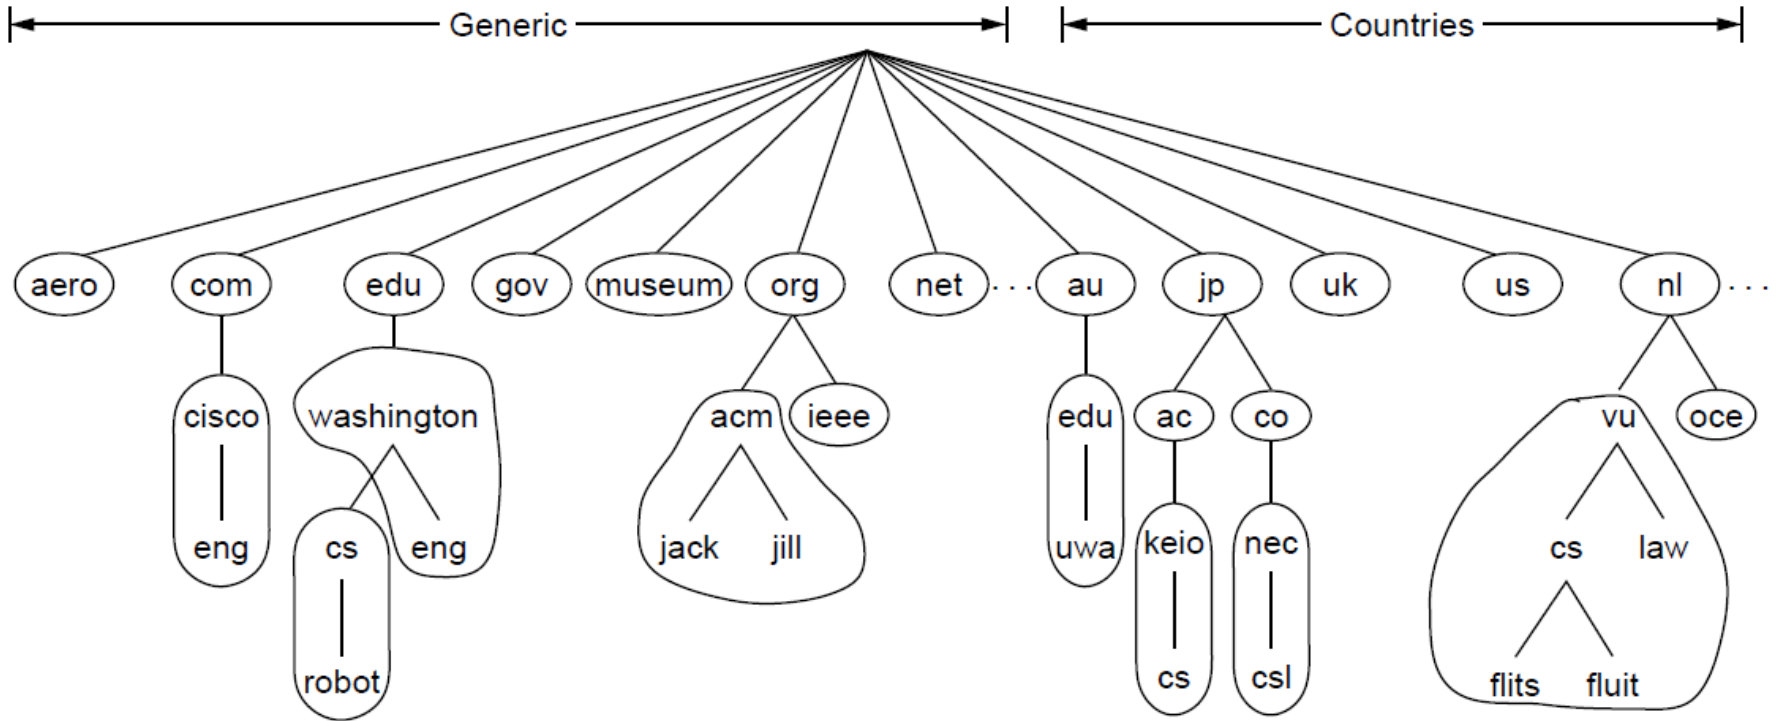 Generic Countries
aero com edu gov museum org net ... au jp uk us nl ...
cisco washington acm ieee edu ac co vu oce
eng cs eng jack jill uwa keio nec cs law
robot cs csl flits fluit